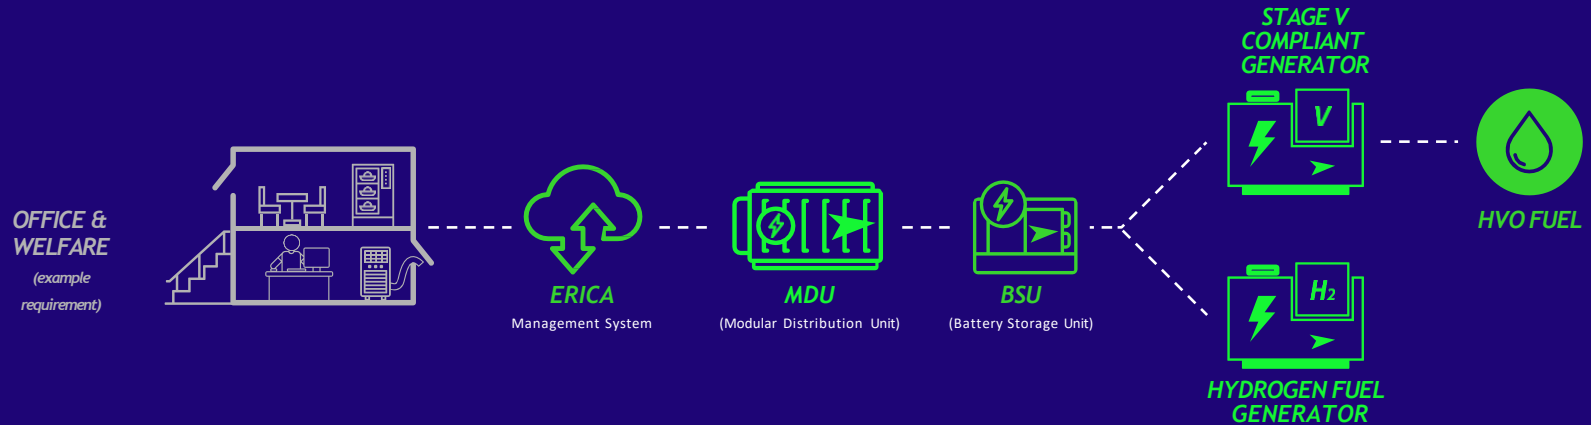 OFFICE &
WELFARE
(example
requirement)
ERICA
Management System
MDU
(Modular Distribution Unit)
BSU
(Battery Storage Unit)
STAGE V
COMPLIANT
GENERATOR
V
HVO FUEL
H2
HYDROGEN FUEL
GENERATOR